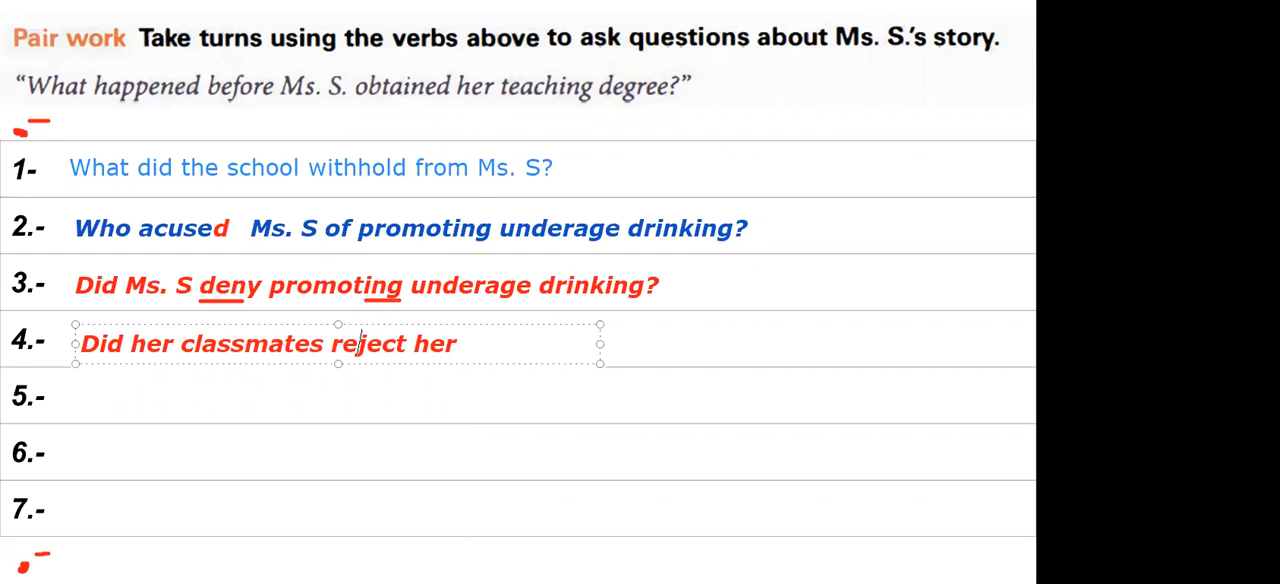 Pair work Take turns using the verbs above to ask questions about Ms. S.'s story.
“What happened before Ms. S. obtained her teaching degree?”
1- What did the school withhold from Ms. S?
2.- Who acused Ms. S of promoting underage drinking?
3.- Did Ms. S deny promoting underage drinking?
4.- Did her classmates reject her
5.-
6.-
7.-